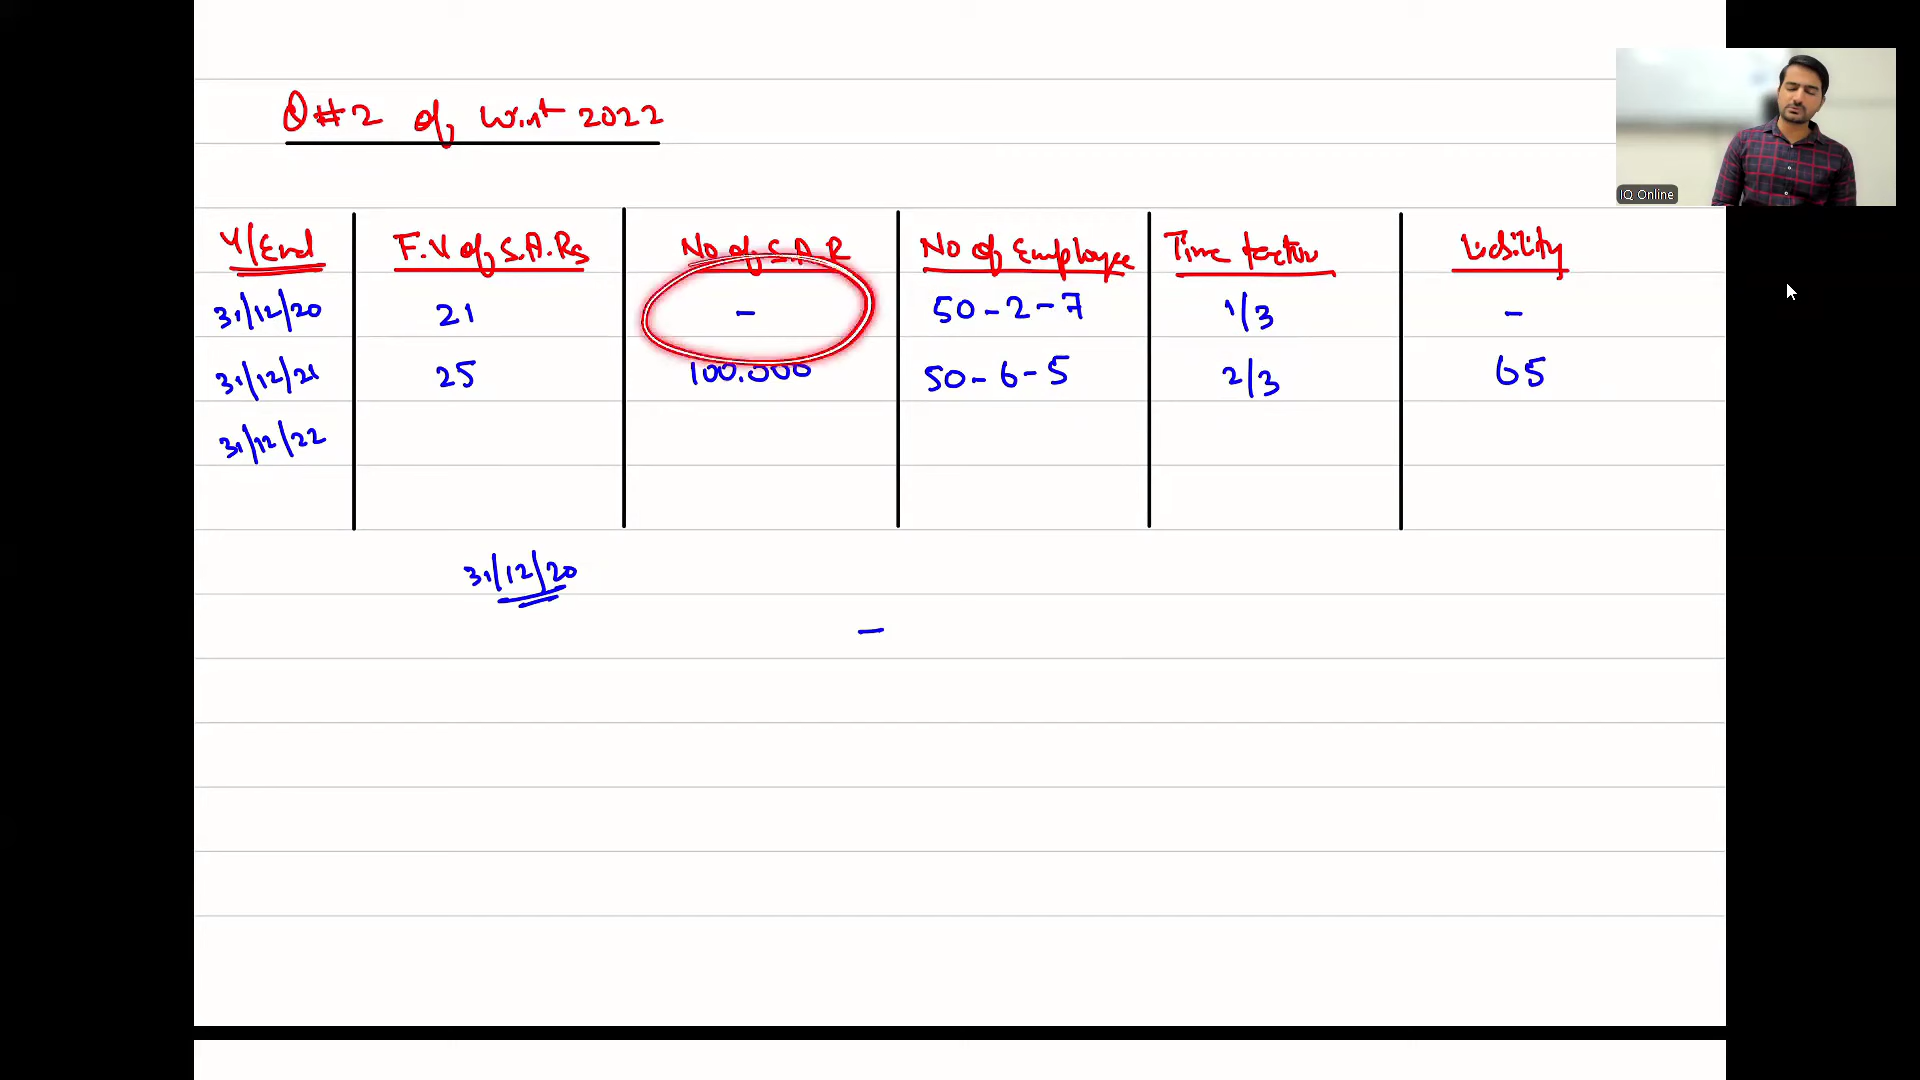 Q#2 of Wint 2022
IQ Online
Y/End F.V of S.A.Rs No of S.A.R No of Employee Time factor Liability
31/12/20 21 - 50-2-7 1/3 -
31/12/21 25 100.000 50-6-5 2/3 65
31/12/22
31/12/20
-